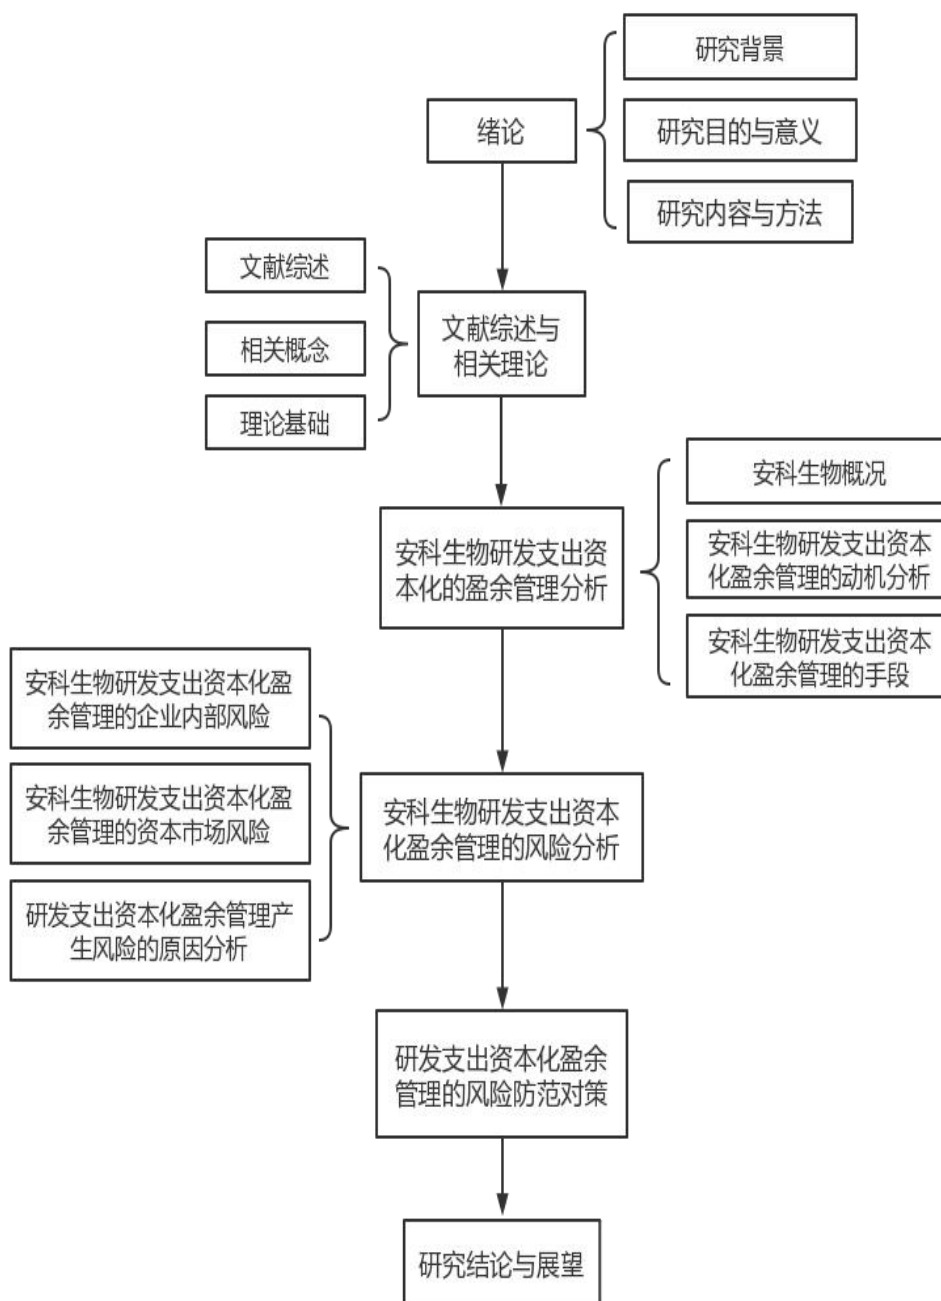 研究背景
绪论
研究目的与意义
研究内容与方法
文献综述
相关概念
理论基础
文献综述与
相关理论
安科生物概况
安科生物研发支出资本
化盈余管理的动机分析
安科生物研发支出资本
化盈余管理的手段
安科生物研发支出资
本化的盈余管理分析
安科生物研发支出资本化盈
余管理的企业内部风险
安科生物研发支出资本化盈
余管理的资本市场风险
研发支出资本化盈余管理产
生风险的原因分析
安科生物研发支出资本
化盈余管理的风险分析
研发支出资本化盈余
管理的风险防范对策
研究结论与展望